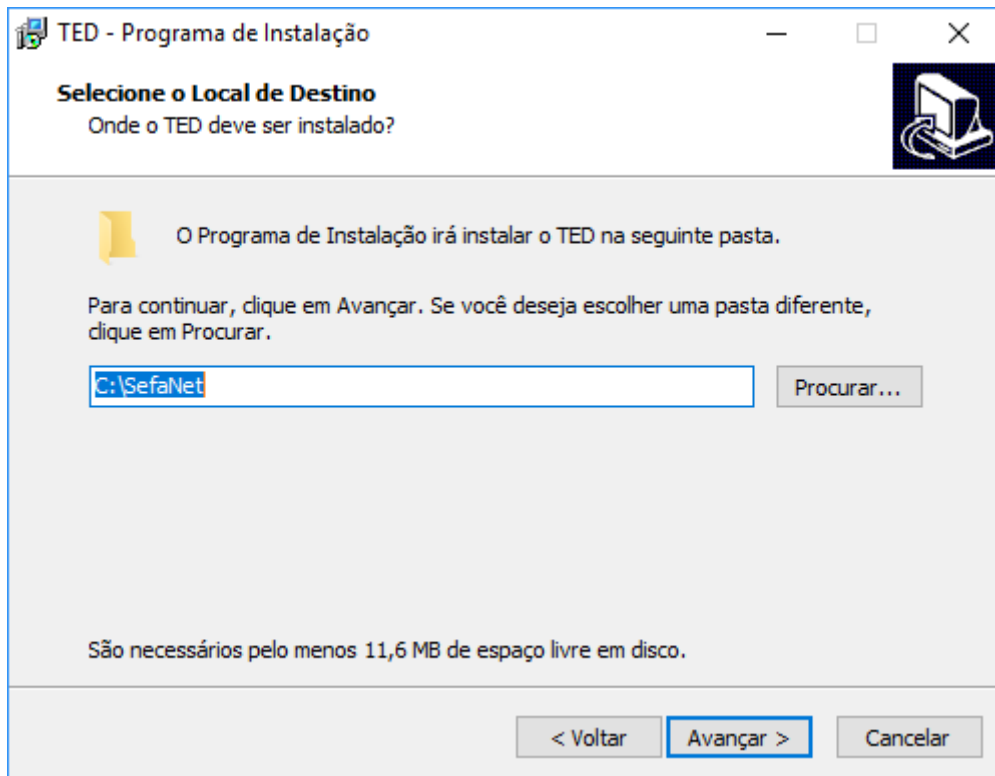 TED - Programa de Instalação
Selecione o Local de Destino
Onde o TED deve ser instalado?
O Programa de Instalação irá instalar o TED na seguinte pasta.
Para continuar, clique em Avançar. Se você deseja escolher uma pasta diferente,
clique em Procurar.
C:\SefaNet
Procurar...
São necessários pelo menos 11,6 MB de espaço livre em disco.
< Voltar
Avançar >
Cancelar